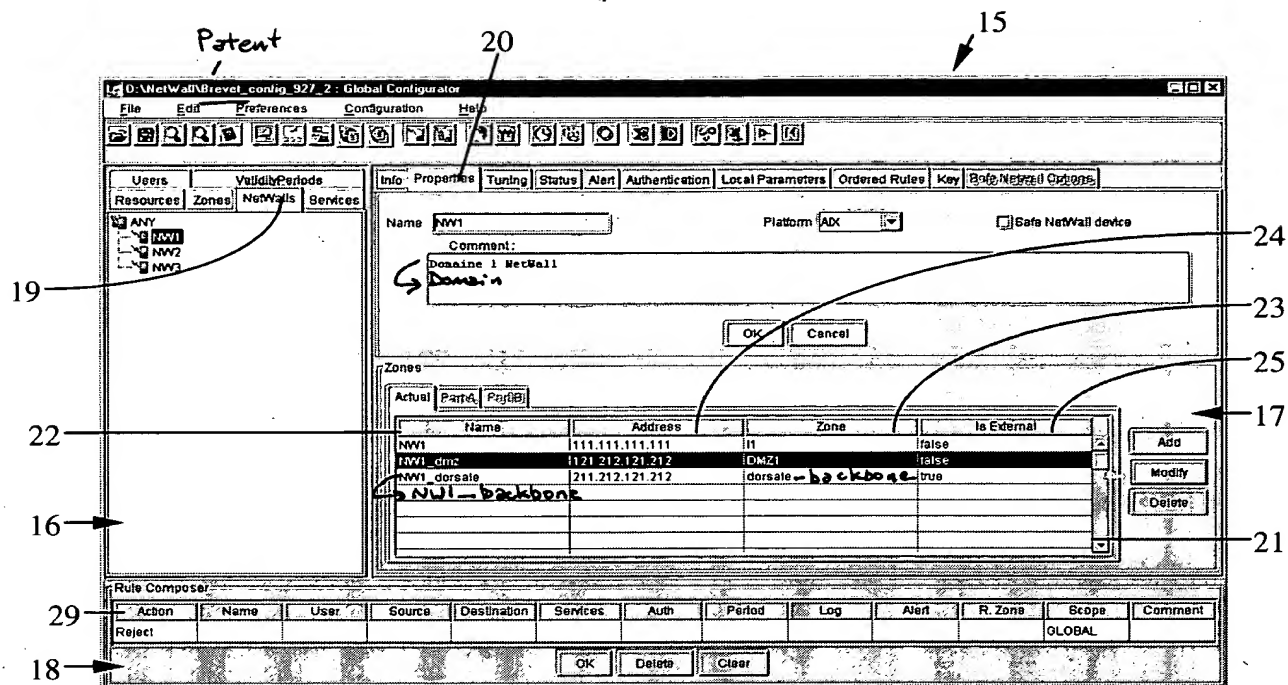 Patent
20
15
D:\NetWall\Brevet_config_927_2 : Global Configurator
File Edit Preferences Configuration Help
Users ValidityPeriods
Resources Zones NetWalls Services
Info Properties Tuning Status Alert Authentication Local Parameters Ordered Rules Key Safe Netwall Options
ANY
NW1
NW2
NW3
Name NW1 Platform AIX Safe NetWall device
Comment:
Domaine 1 NetWall
Domain
OK Cancel
24
23
25
17
19
Zones
Actual PartA PartB
22
Name Address Zone Is External
NW1 111.111.111.111 I1 false
NW1_dmz 121.212.121.212 DMZ1 false
NW1_dorsale 211.212.121.212 dorsale - backbone true
NW1 - backbone
Add
Modify
Delete
16
21
Rule Composer
29
Action Name User Source Destination Services Auth Period Log Alert R. Zone Scope Comment
Reject GLOBAL
18
OK Delete Clear